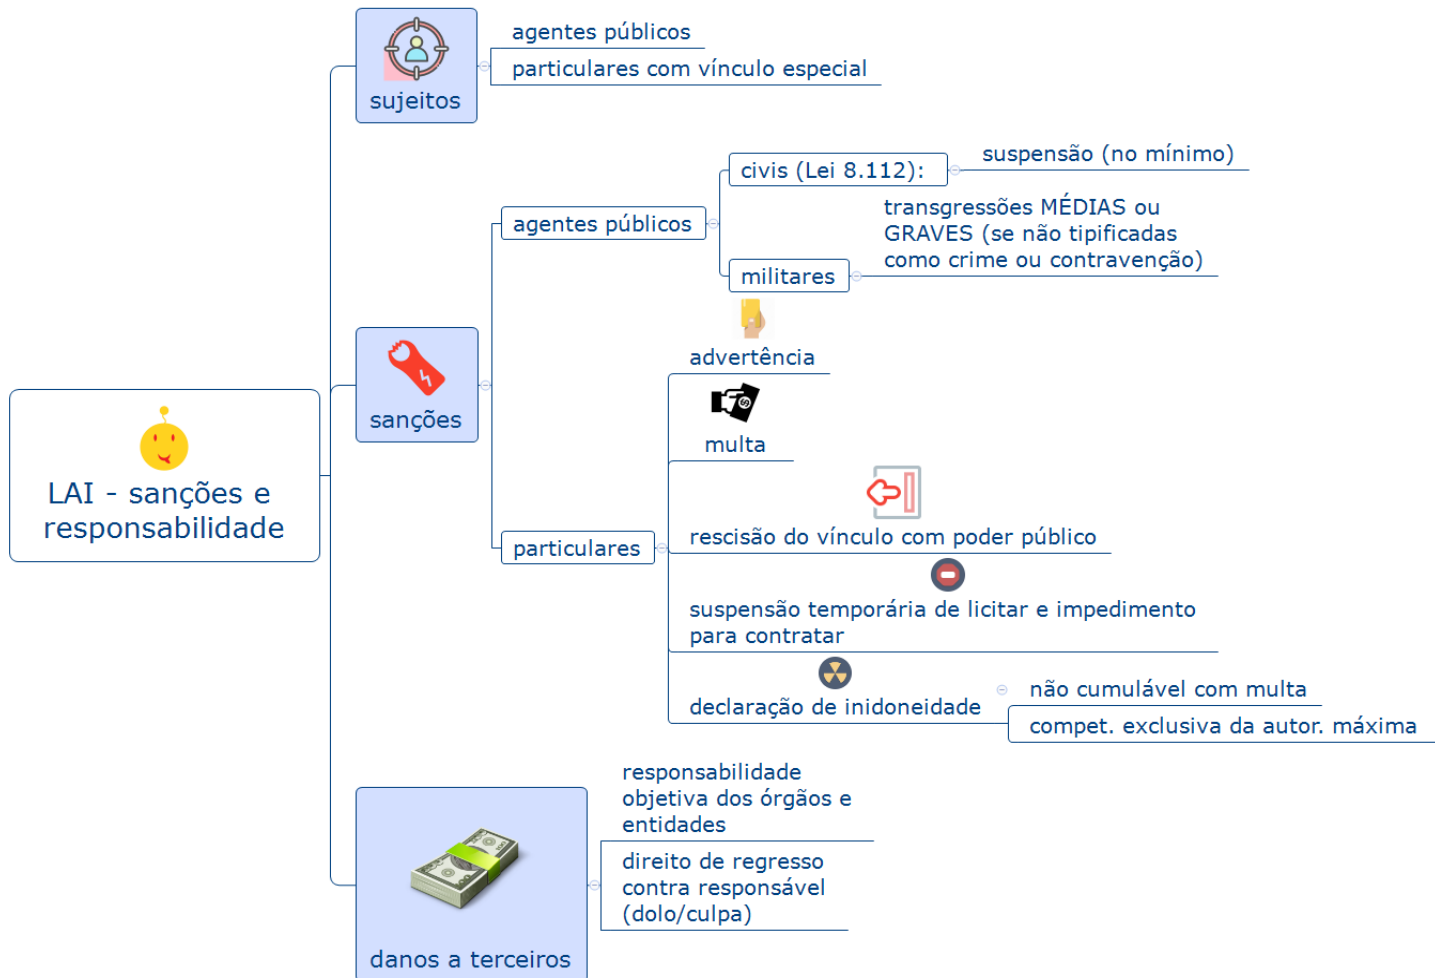 agentes públicos
particulares com vínculo especial
sujeitos
civis (Lei 8.112):
suspensão (no mínimo)
agentes públicos
transgressões MÉDIAS ou
GRAVES (se não tipificadas
como crime ou contravenção)
militares
advertência
sanções
multa
LAI - sanções e
responsabilidade
particulares
rescisão do vínculo com poder público
suspensão temporária de licitar e impedimento
para contratar
declaração de inidoneidade
não cumulável com multa
compet. exclusiva da autor. máxima
responsabilidade
objetiva dos órgãos e
entidades
direito de regresso
contra responsável
(dolo/culpa)
danos a terceiros